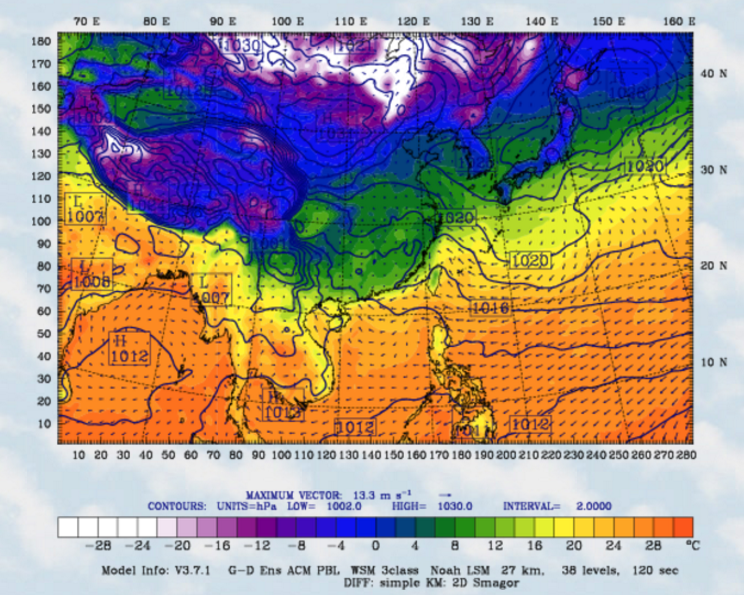 70 E 80 E 90 E 100 E 110 E 120 E 130 E 140 E 150 E 160 E
180
170
160
150
140
130
120
110
100
90
80
70
60
50
40
30
20
10
40 N
30 N
20 N
10 N
1030
1021
1009
1020
L
1007
1020
1020
L
1008
L
1007
1016
H
1012
H
1012
1012
10 20 30 40 50 60 70 80 90 100 110 120 130 140 150 160 170 180 190 200 210 220 230 240 250 260 270 280
MAXIMUM VECTOR: 13.3 m s⁻¹
CONTOURS: UNITS=hPa LOW= 1002.0 HIGH= 1030.0 INTERVAL= 2.0000
-28 -24 -20 -16 -12 -8 -4 0 4 8 12 16 20 24 28 °C
Model Info: V3.7.1 G-D Ens ACM PBL WSM 3class Noah LSM 27 km, 38 levels, 120 sec
DIFF: simple KM: 2D Smagor